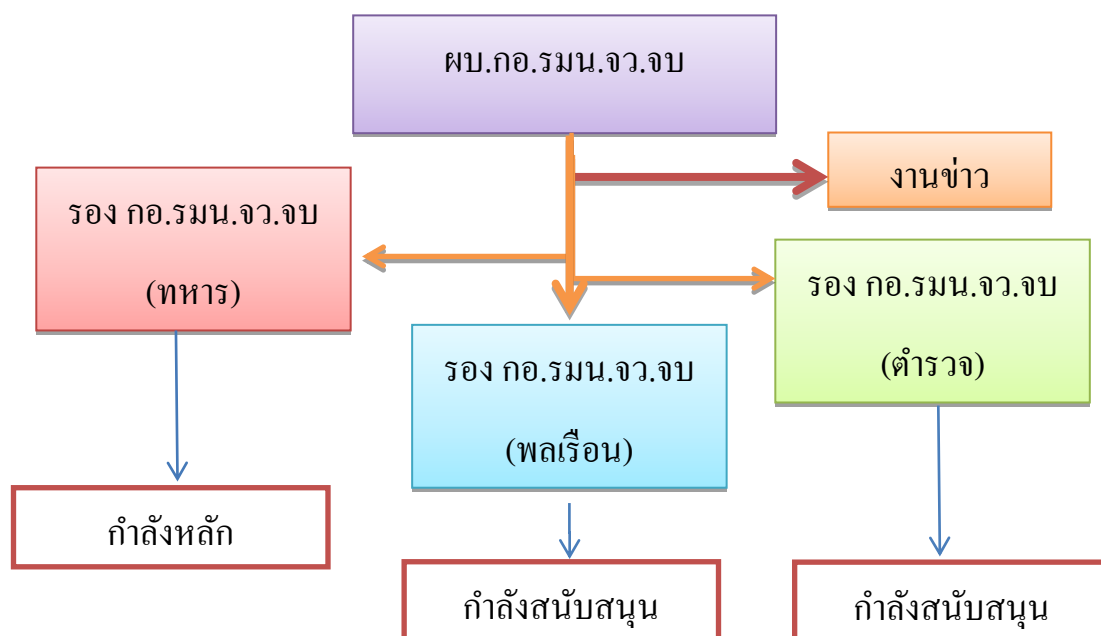 ผบ.กอ.รมน.จว.จบ
งานข่าว
รอง กอ.รมน.จว.จบ
(ทหาร)
รอง กอ.รมน.จว.จบ
(ตำรวจ)
รอง กอ.รมน.จว.จบ
(พลเรือน)
กำลังหลัก
กำลังสนับสนุน
กำลังสนับสนุน